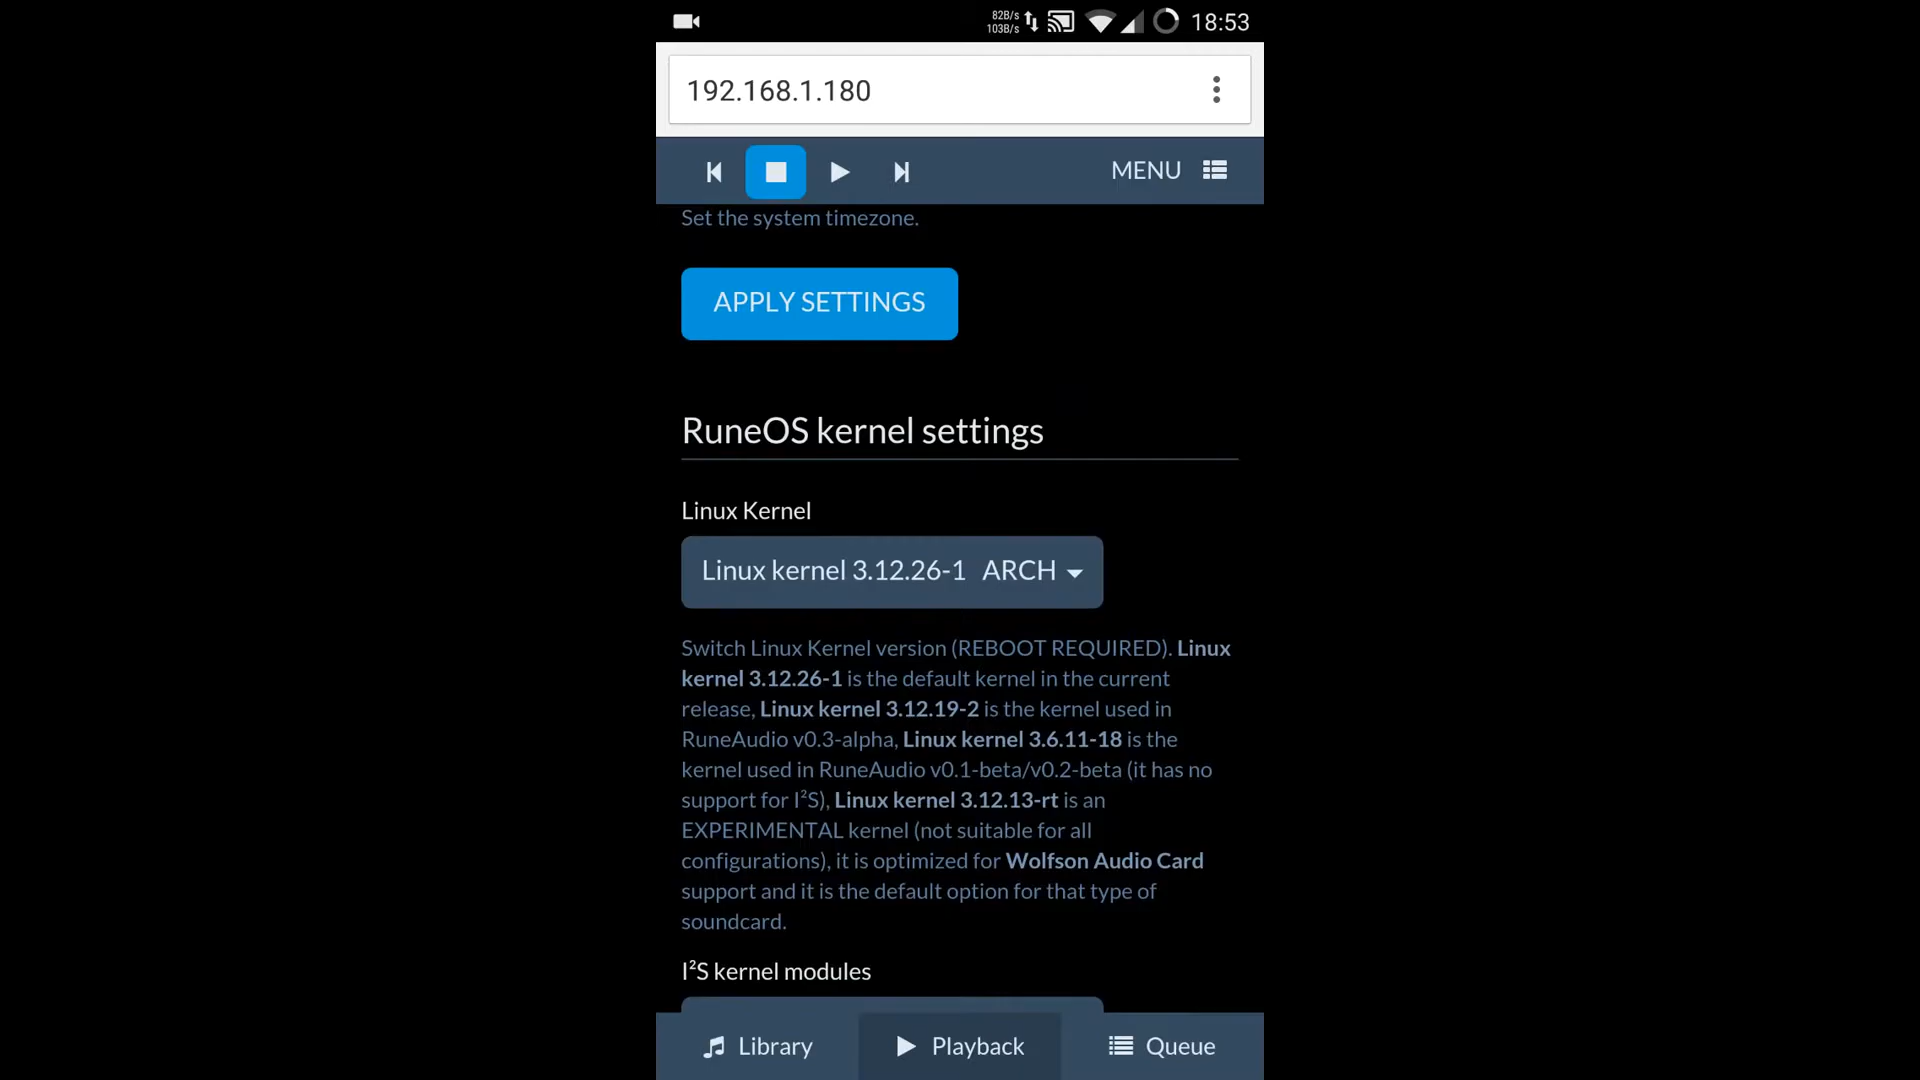 82B/s
103B/s
18:53
192.168.1.180
MENU
Set the system timezone.
APPLY SETTINGS
RuneOS kernel settings
Linux Kernel
Linux kernel 3.12.26-1 ARCH
Switch Linux Kernel version (REBOOT REQUIRED). Linux
kernel 3.12.26-1 is the default kernel in the current
release, Linux kernel 3.12.19-2 is the kernel used in
RuneAudio v0.3-alpha, Linux kernel 3.6.11-18 is the
kernel used in RuneAudio v0.1-beta/v0.2-beta (it has no
support for I²S), Linux kernel 3.12.13-rt is an
EXPERIMENTAL kernel (not suitable for all
configurations), it is optimized for Wolfson Audio Card
support and it is the default option for that type of
soundcard.
I²S kernel modules
Library
Playback
Queue